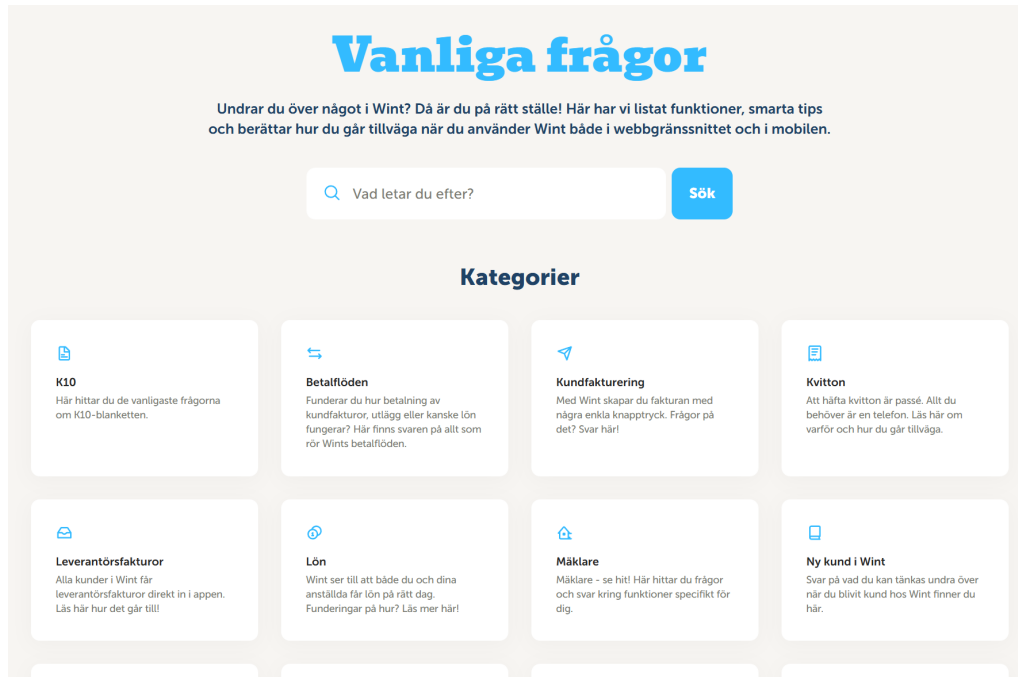 Vanliga frågor
Undrar du över något i Wint? Då är du på rätt ställe! Här har vi listat funktioner, smarta tips
och berättar hur du går tillväga när du använder Wint både i webbgränssnittet och i mobilen.
Vad letar du efter?
Sök
Kategorier
K10
Här hittar du de vanligaste frågorna
om K10-blanketten.
Betalflöden
Funderar du hur betalning av
kundfakturor, utlägg eller kanske lön
fungerar? Här finns svaren på allt som
rör Wints betalflöden.
Kundfakturering
Med Wint skapar du fakturan med
några enkla knapptryck. Frågor på
det? Svar här!
Kvitton
Att häfta kvitton är passé. Allt du
behöver är en telefon. Läs här om
varför och hur du går tillväga.
Leverantörsfakturor
Alla kunder i Wint får
leverantörsfakturor direkt in i appen.
Läs här hur det går till!
Lön
Wint ser till att både du och dina
anställda får lön på rätt dag.
Funderingar på hur? Läs mer här!
Mäklare
Mäklare - se hit! Här hittar du frågor
och svar kring funktioner specifikt för
dig.
Ny kund i Wint
Svar på vad du kan tänkas undra över
när du blivit kund hos Wint finner du
här.